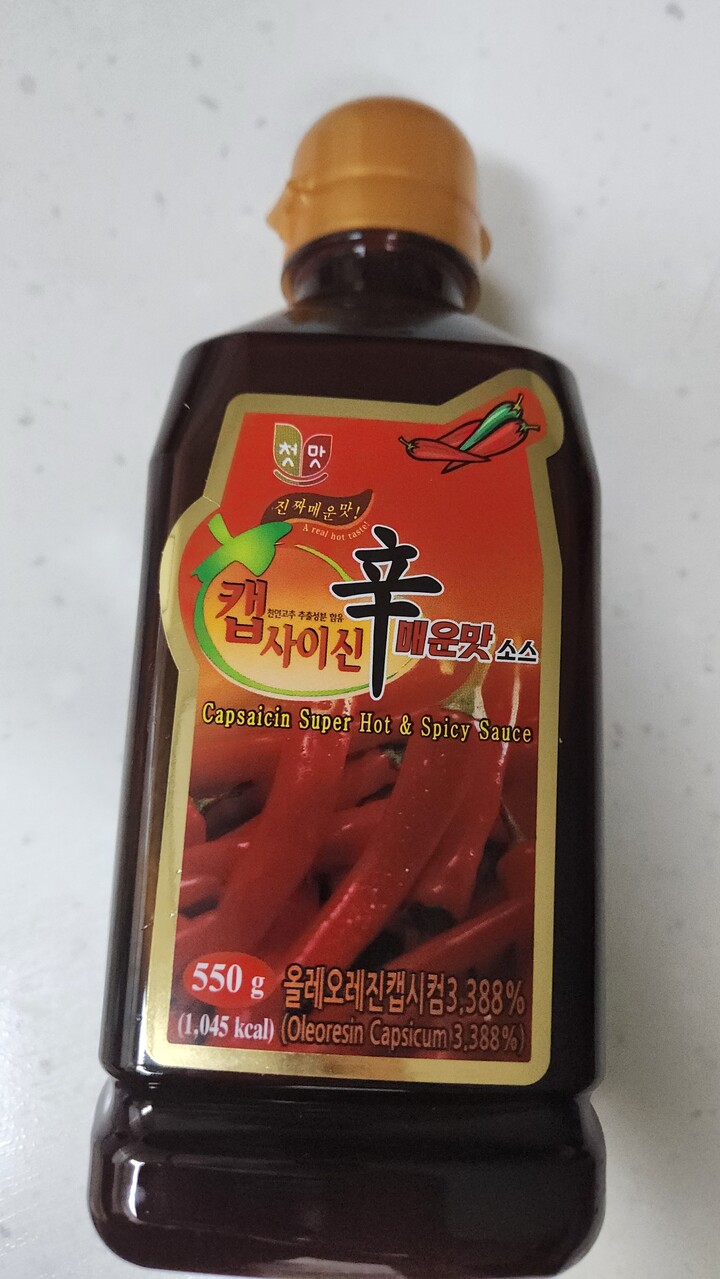 첫맛
진짜매운맛!
A real hot taste!
캡사이신
천연고추 추출성분 함유
辛
매운맛 소스
Capsaicin Super Hot & Spicy Sauce
550 g
(1,045 kcal)
올레오레진캡시컴3.388%
(Oleoresin Capsicum 3.388%)